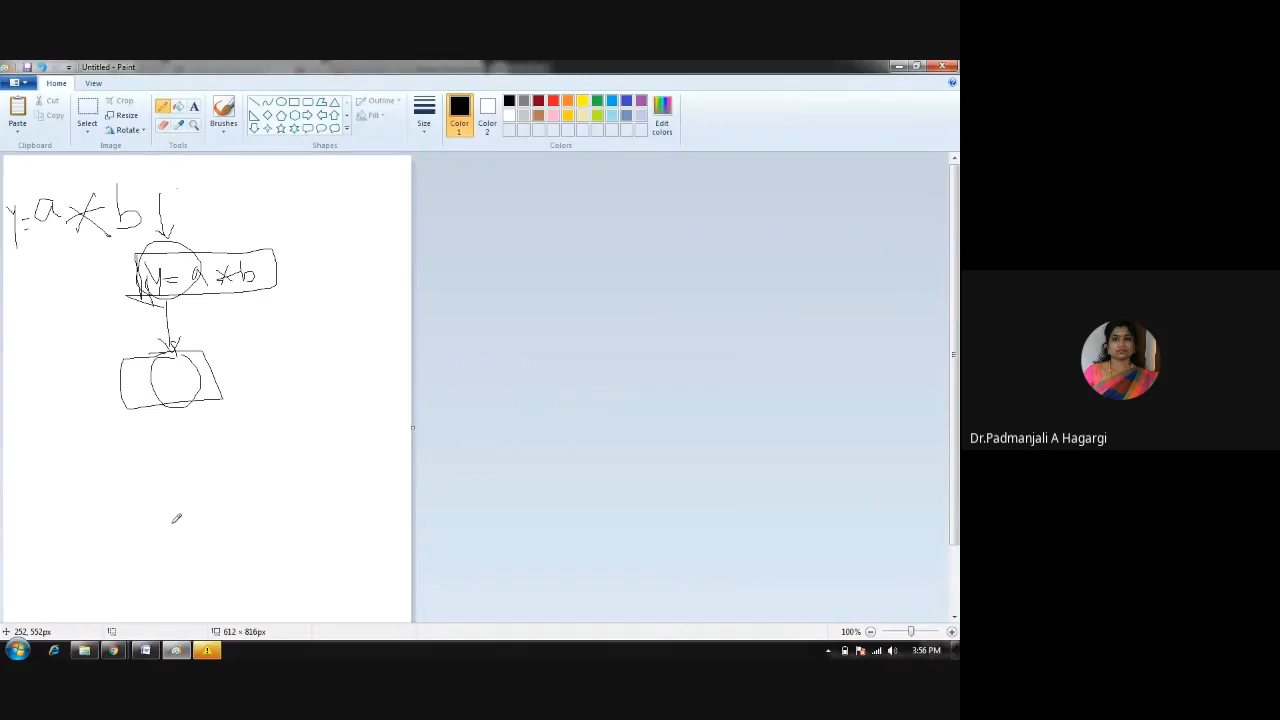 Untitled - Paint
Home View
Paste
Cut
Copy
Clipboard
Select
Crop
Resize
Rotate
Image
A
Tools
Brushes
Shapes
Outline
Fill
Size
Color 1
Color 2
Edit colors
Colors
y=a*b
y=a*b
Dr.Padmanjali A Hagargi
252, 552px
612 × 816px
100%
3:56 PM